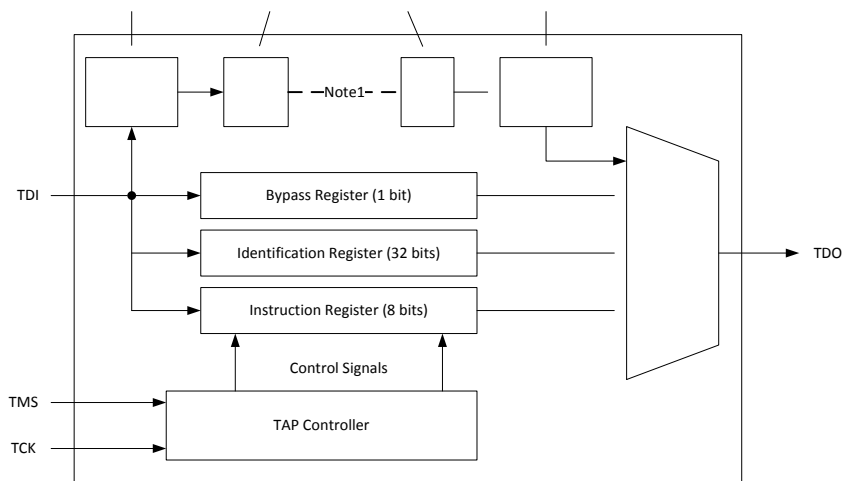 Note1
TDI
Bypass Register (1 bit)
Identification Register (32 bits)
TDO
Instruction Register (8 bits)
Control Signals
TMS
TAP Controller
TCK